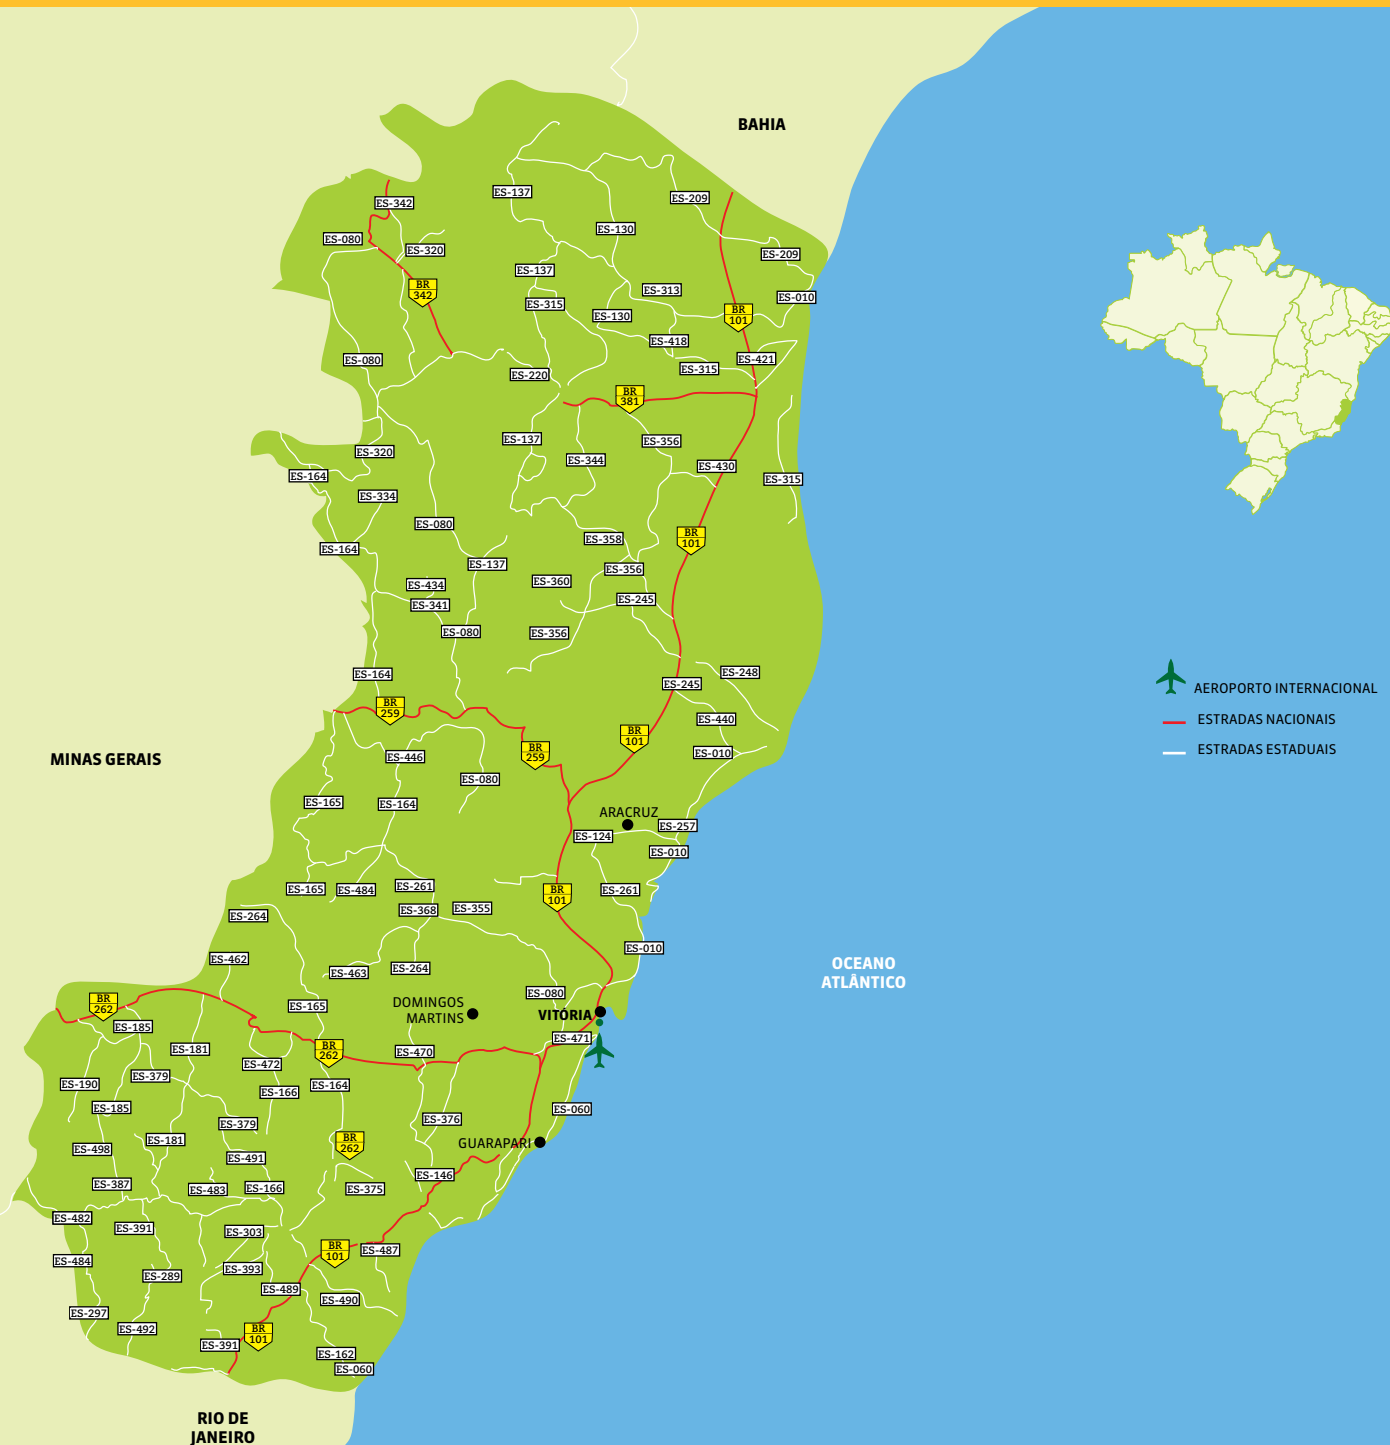 BAHIA
ES-137
ES-209
ES-342
ES-130
ES-080
ES-320
ES-209
ES-137
BR
342
ES-313
ES-010
ES-315
ES-130
BR
101
ES-418
ES-080
ES-421
ES-315
ES-220
BR
381
ES-137
ES-356
ES-320
ES-344
ES-430
ES-164
ES-315
ES-334
ES-080
ES-358
BR
101
ES-164
ES-137
ES-356
ES-434
ES-360
ES-341
ES-245
ES-080
ES-356
ES-164
ES-248
ES-245
AEROPORTO INTERNACIONAL
BR
259
ES-440
ESTRADAS NACIONAIS
BR
101
ESTRADAS ESTADUAIS
BR
259
ES-010
MINAS GERAIS
ES-446
ES-080
ES-165
ES-164
ARACRUZ
ES-257
ES-124
ES-010
ES-165
ES-484
ES-261
BR
101
ES-261
ES-264
ES-368
ES-355
ES-010
ES-462
ES-463
ES-264
OCEANO
ATLÂNTICO
ES-080
BR
262
ES-165
DOMINGOS
MARTINS
VITÓRIA
ES-185
ES-471
ES-181
BR
262
ES-470
ES-472
ES-379
ES-190
ES-166
ES-164
ES-185
ES-060
ES-379
ES-376
ES-181
BR
262
GUARAPARI
ES-498
ES-491
ES-146
ES-387
ES-483
ES-166
ES-375
ES-482
ES-391
ES-303
BR
101
ES-487
ES-484
ES-289
ES-393
ES-489
ES-490
ES-297
ES-492
BR
101
ES-391
ES-162
ES-060
RIO DE
JANEIRO